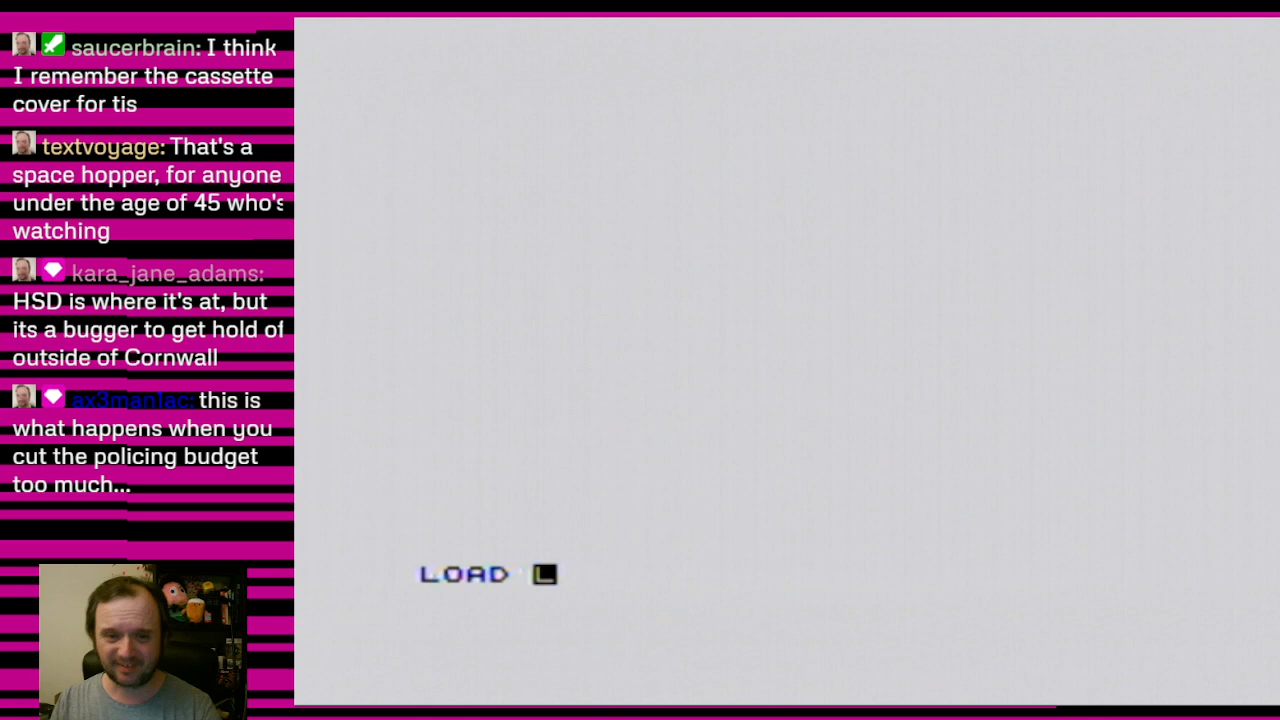 saucerbrain: I think
I remember the cassette
cover for tis
textvoyage: That's a
space hopper, for anyone
under the age of 45 who's
watching
kara_jane_adams:
HSD is where it's at, but
its a bugger to get hold of
outside of Cornwall
ax3man1ac: this is
what happens when you
cut the policing budget
too much...
LOAD L